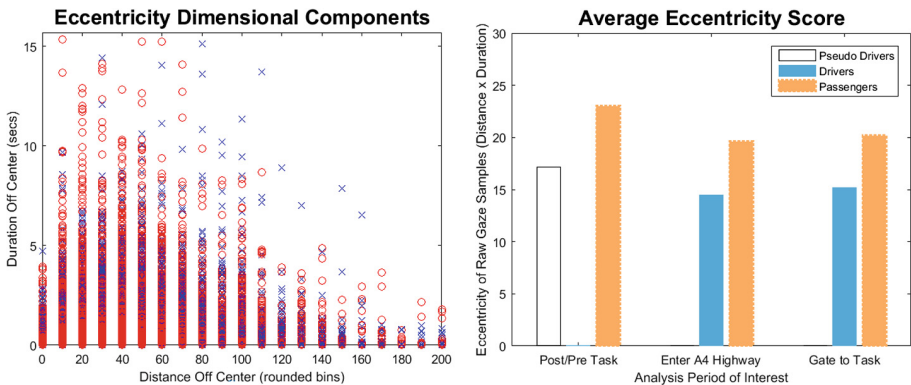 Eccentricity Dimensional Components
15
10
5
0
Duration Off Center (secs)
0 20 40 60 80 100 120 140 160 180 200
Distance Off Center (rounded bins)
Average Eccentricity Score
30
25
20
15
10
5
0
Eccentricity of Raw Gaze Samples (Distance x Duration)
Pseudo Drivers
Drivers
Passengers
Post/Pre Task Enter A4 Highway Gate to Task
Analysis Period of Interest